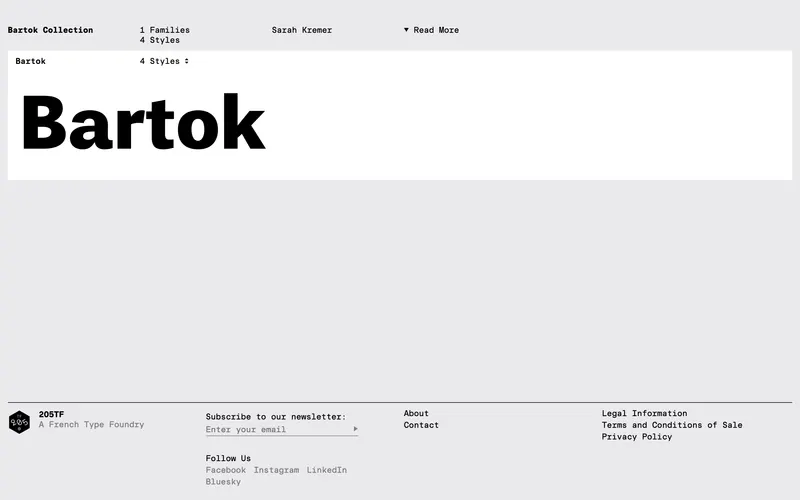 Bartok Collection
1 Families
4 Styles
Sarah Kremer
▼ Read More
Bartok
4 Styles
Bartok
205TF
A French Type Foundry
Subscribe to our newsletter:
Enter your email
Follow Us
Facebook Instagram LinkedIn
Bluesky
About
Contact
Legal Information
Terms and Conditions of Sale
Privacy Policy